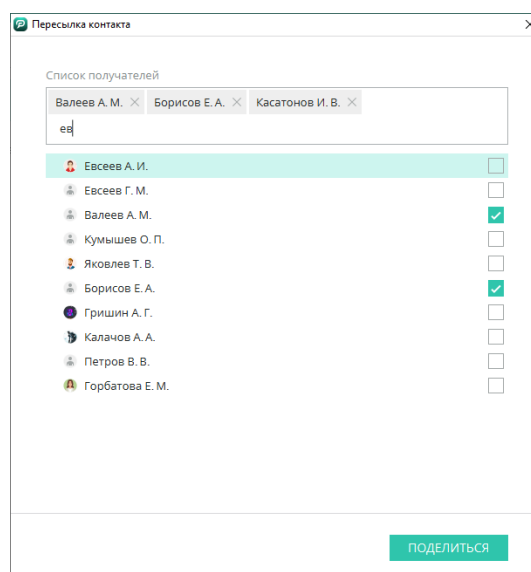 Пересылка контакта
Список получателей
Валеев А. М. Борисов Е. А. Касатонов И. В.
ев
Евсеев А. И.
Евсеев Г. М.
Валеев А. М.
Кумышев О. П.
Яковлев Т. В.
Борисов Е. А.
Гришин А. Г.
Калачов А. А.
Петров В. В.
Горбатова Е. М.
ПОДЕЛИТЬСЯ